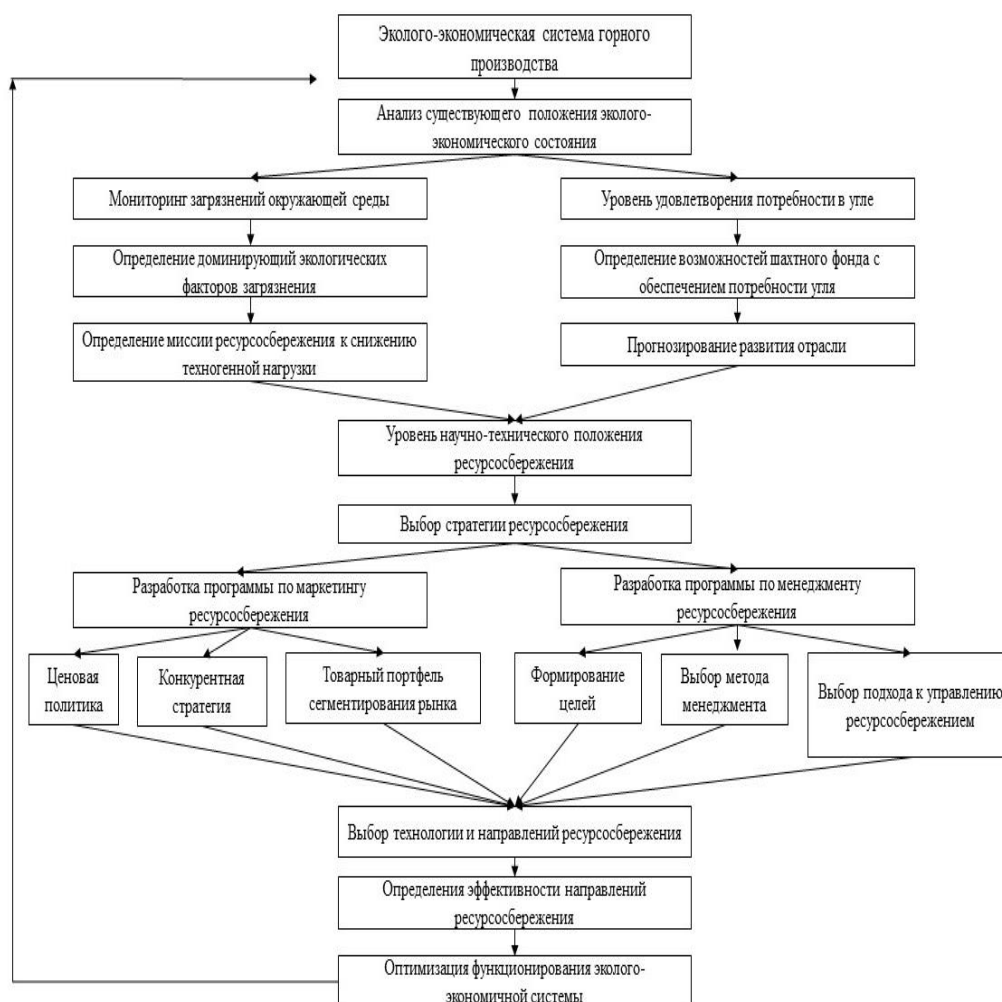 Эколого-экономическая система горного
производства
Анализ существующего положения эколого-
экономического состояния
Мониторинг загрязнений окружающей среды
Уровень удовлетворения потребности в угле
Определение доминирующий экологических
факторов загрязнения
Определение возможностей шахтного фонда с
обеспечением потребности угля
Определение миссии ресурсосбережения к снижению
техногенной нагрузки
Прогнозирование развития отрасли
Уровень научно-технического положения
ресурсосбережения
Выбор стратегии ресурсосбережения
Разработка программы по маркетингу
ресурсосбережения
Разработка программы по менеджменту
ресурсосбережения
Ценовая
политика
Конкурентная
стратегия
Товарный портфель
сегментирования рынка
Формирование
целей
Выбор метода
менеджмента
Выбор подхода к управлению
ресурсосбережением
Выбор технологии и направлений ресурсосбережения
Определения эффективности направлений
ресурсосбережения
Оптимизация функционирования эколого-
экономичной системы